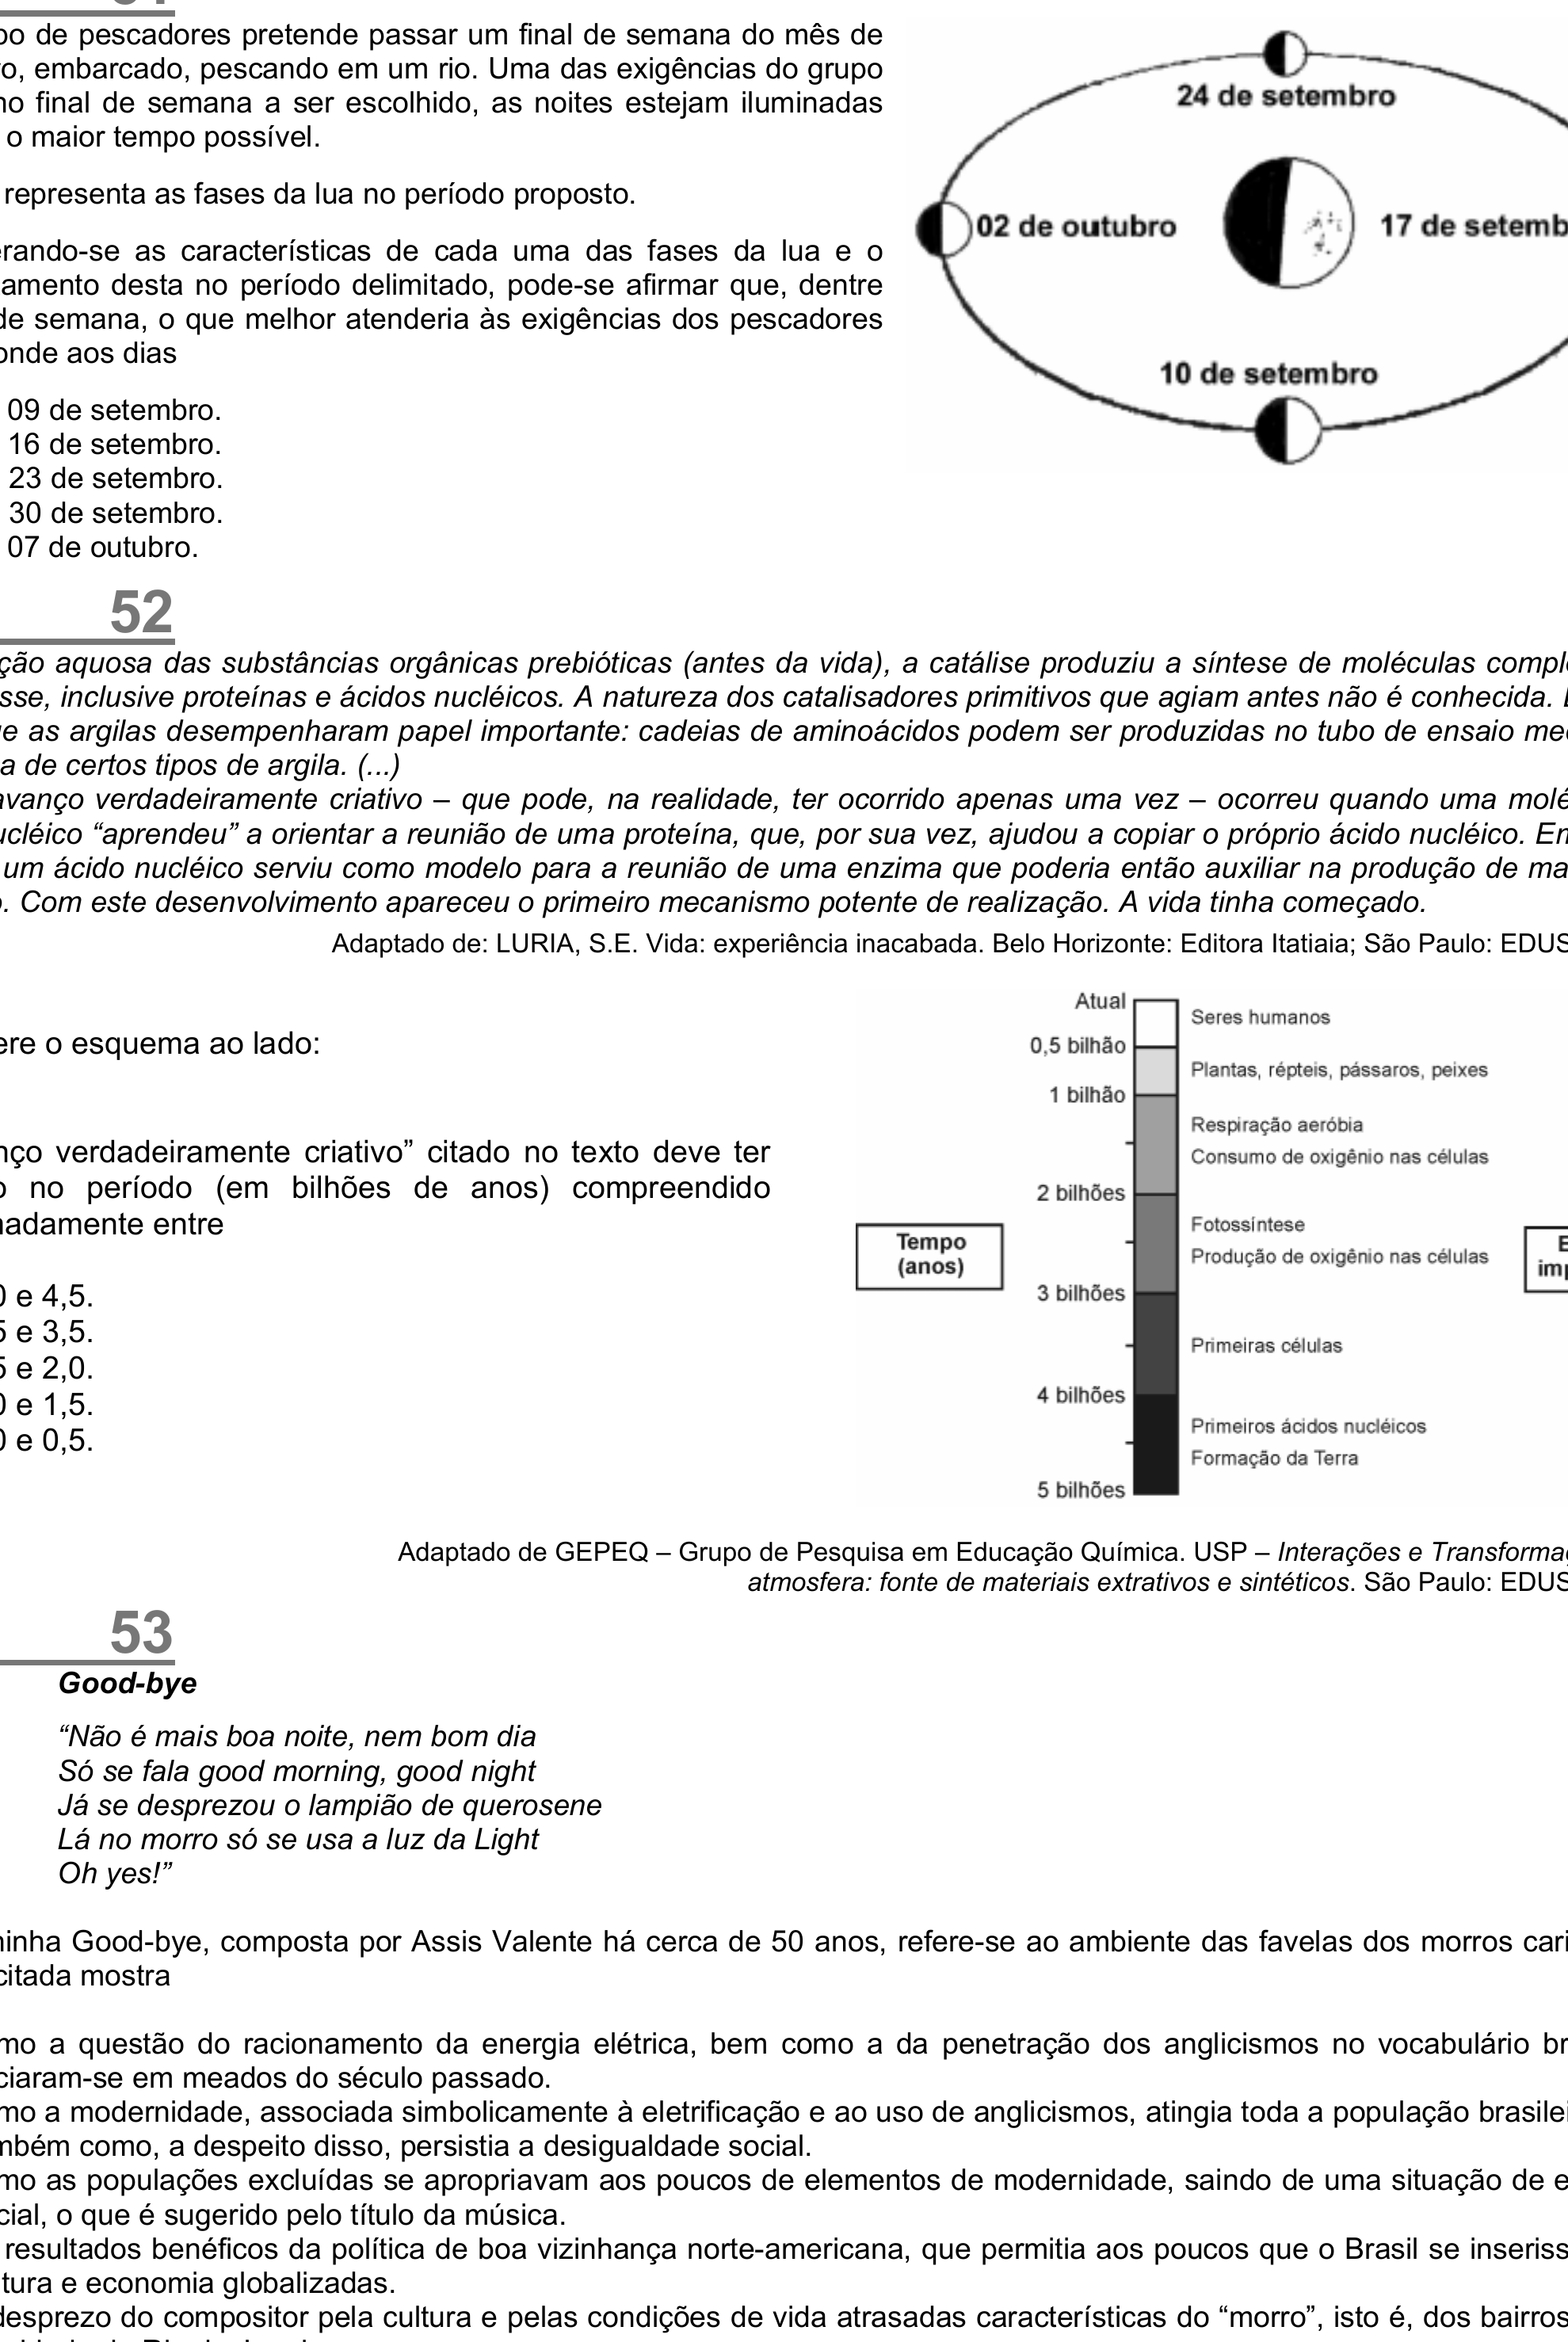 po de pescadores pretende passar um final de semana do mês de
o, embarcado, pescando em um rio. Uma das exigências do grupo
no final de semana a ser escolhido, as noites estejam iluminadas
o maior tempo possível.
representa as fases da lua no período proposto.
erando-se as características de cada uma das fases da lua e o
amento desta no período delimitado, pode-se afirmar que, dentre
de semana, o que melhor atenderia às exigências dos pescadores
onde aos dias
09 de setembro.
16 de setembro.
23 de setembro.
30 de setembro.
07 de outubro.
24 de setembro
02 de outubro
17 de setemb
10 de setembro
52
ção aquosa das substâncias orgânicas prebióticas (antes da vida), a catálise produziu a síntese de moléculas comple
sse, inclusive proteínas e ácidos nucléicos. A natureza dos catalisadores primitivos que agiam antes não é conhecida.
e as argilas desempenharam papel importante: cadeias de aminoácidos podem ser produzidas no tubo de ensaio me
a de certos tipos de argila. (...)
avanço verdadeiramente criativo – que pode, na realidade, ter ocorrido apenas uma vez – ocorreu quando uma molé
ucléico “aprendeu” a orientar a reunião de uma proteína, que, por sua vez, ajudou a copiar o próprio ácido nucléico. En
um ácido nucléico serviu como modelo para a reunião de uma enzima que poderia então auxiliar na produção de ma
o. Com este desenvolvimento apareceu o primeiro mecanismo potente de realização. A vida tinha começado.
Adaptado de: LURIA, S.E. Vida: experiência inacabada. Belo Horizonte: Editora Itatiaia; São Paulo: EDUS
ere o esquema ao lado:
nço verdadeiramente criativo” citado no texto deve ter
o no período (em bilhões de anos) compreendido
madamente entre
0 e 4,5.
5 e 3,5.
5 e 2,0.
0 e 1,5.
0 e 0,5.
Atual
Seres humanos
0,5 bilhão
Plantas, répteis, pássaros, peixes
1 bilhão
Respiração aeróbia
Consumo de oxigênio nas células
2 bilhões
Fotossíntese
Produção de oxigênio nas células
Tempo
(anos)
E
imp
3 bilhões
Primeiras células
4 bilhões
Primeiros ácidos nucléicos
Formação da Terra
5 bilhões
Adaptado de GEPEQ – Grupo de Pesquisa em Educação Química. USP – Interações e Transformaç
atmosfera: fonte de materiais extrativos e sintéticos. São Paulo: EDUS
53
Good-bye
“Não é mais boa noite, nem bom dia
Só se fala good morning, good night
Já se desprezou o lampião de querosene
Lá no morro só se usa a luz da Light
Oh yes!”
ninha Good-bye, composta por Assis Valente há cerca de 50 anos, refere-se ao ambiente das favelas dos morros cari
citada mostra
mo a questão do racionamento da energia elétrica, bem como a da penetração dos anglicismos no vocabulário br
ciaram-se em meados do século passado.
mo a modernidade, associada simbolicamente à eletrificação e ao uso de anglicismos, atingia toda a população brasilei
mbém como, a despeito disso, persistia a desigualdade social.
mo as populações excluídas se apropriavam aos poucos de elementos de modernidade, saindo de uma situação de e
cial, o que é sugerido pelo título da música.
resultados benéficos da política de boa vizinhança norte-americana, que permitia aos poucos que o Brasil se inseriss
tura e economia globalizadas.
desprezo do compositor pela cultura e pelas condições de vida atrasadas características do “morro”, isto é, dos bairros